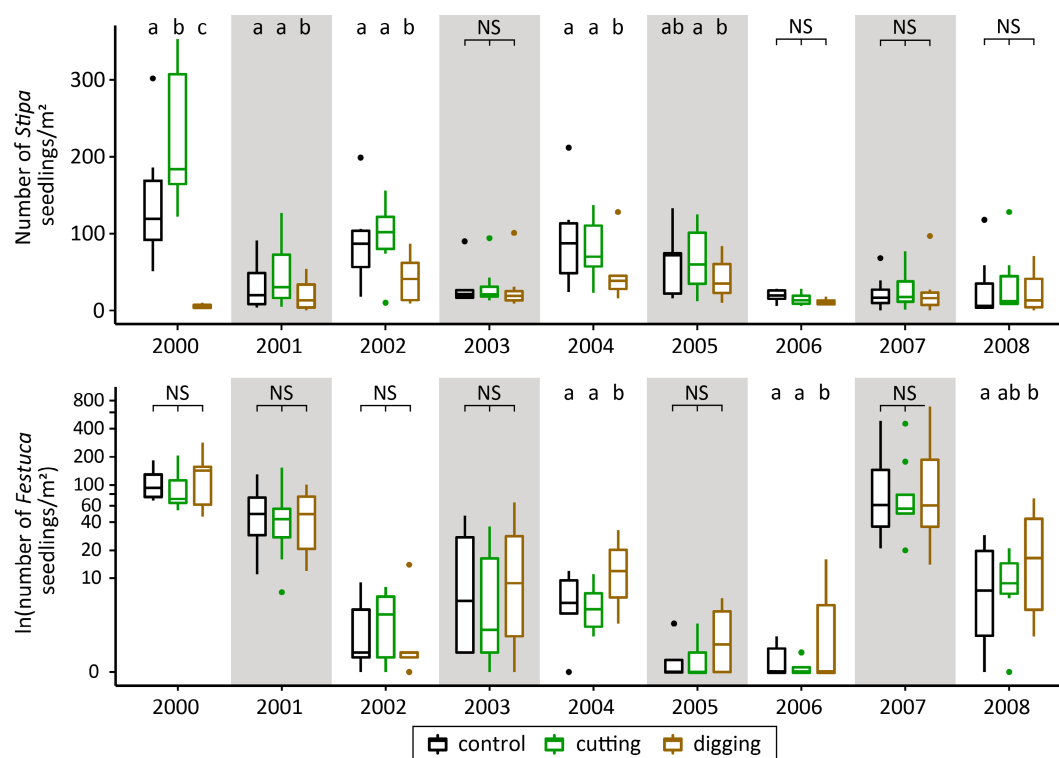 a b c a a b a a b NS a a b ab a b NS NS NS
Number of Stipa
seedlings/m²
300
200
100
0
2000 2001 2002 2003 2004 2005 2006 2007 2008
NS NS NS NS a a b NS a a b NS a ab b
ln(number of Festuca
seedlings/m²)
800
400
200
100
60
40
20
10
0
2000 2001 2002 2003 2004 2005 2006 2007 2008
control cutting digging